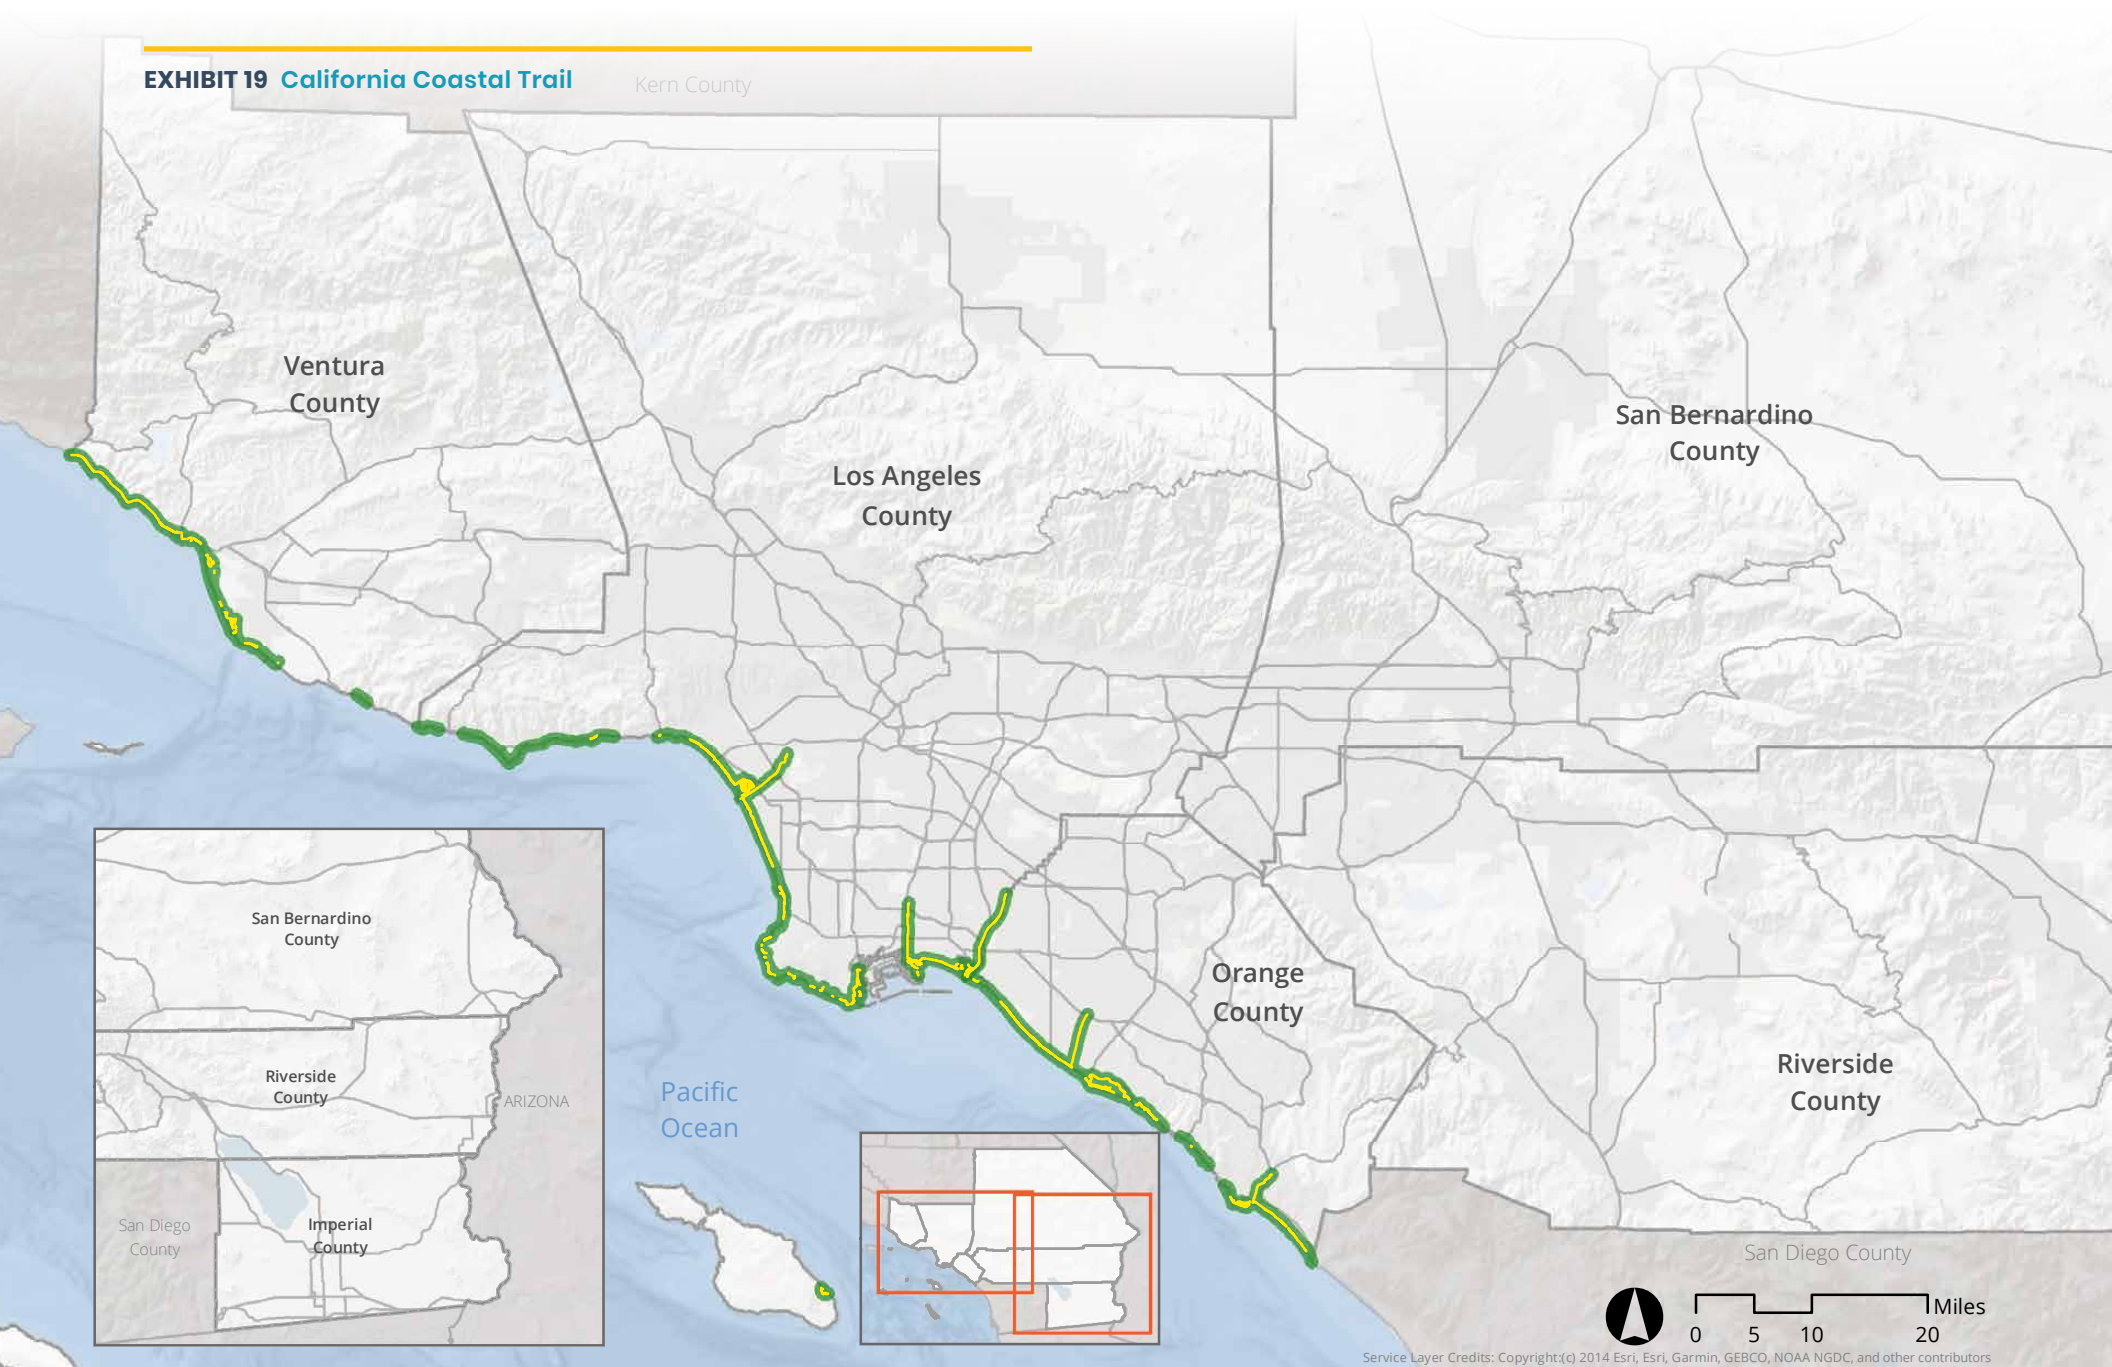 EXHIBIT 19 California Coastal Trail
Kern County
Ventura
County
Los Angeles
County
San Bernardino
County
Orange
County
Riverside
County
San Diego County
Pacific
Ocean
San Bernardino
County
Riverside
County
ARIZONA
San Diego
County
Imperial
County
Miles
0 5 10 20
Service Layer Credits: Copyright:(c) 2014 Esri, Esri, Garmin, GEBCO, NOAA NGDC, and other contributors